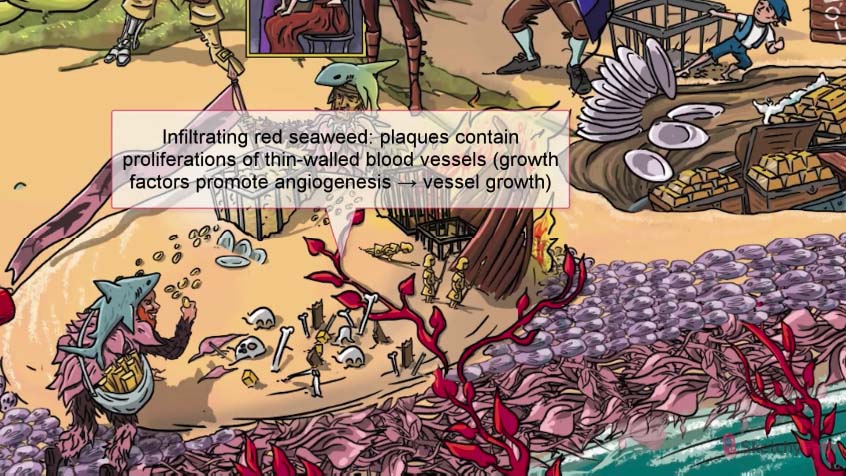 Infiltrating red seaweed: plaques contain
proliferations of thin-walled blood vessels (growth
factors promote angiogenesis → vessel growth)